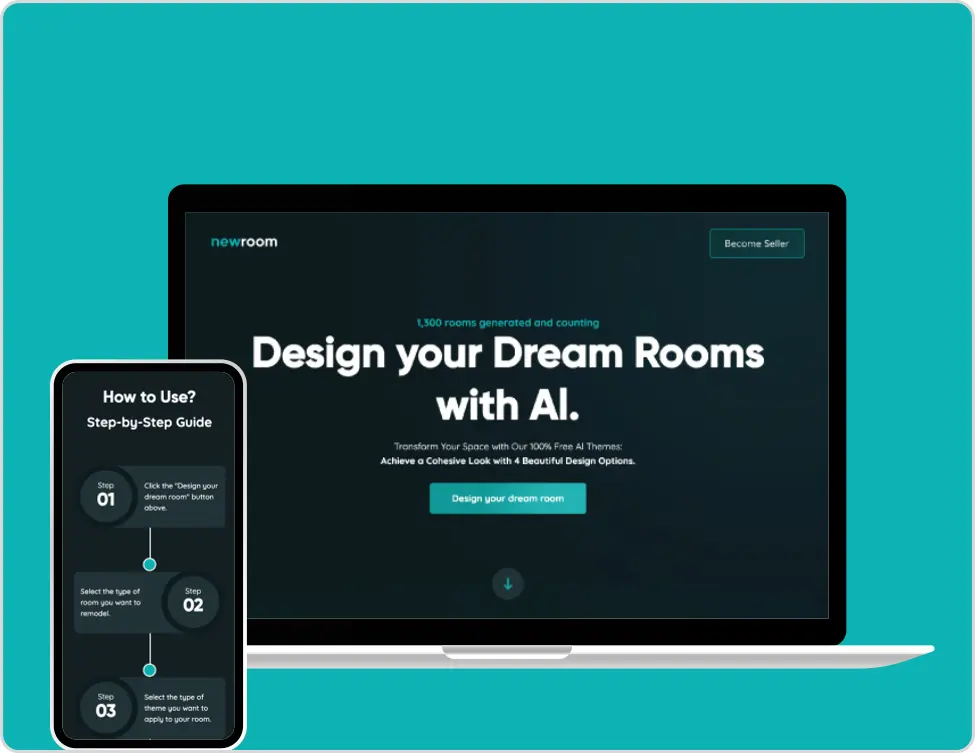 newroom
Become Seller
1,300 rooms generated and counting
Design your Dream Rooms
with AI.
Transform Your Space with Our 100% Free AI Themes:
Achieve a Cohesive Look with 4 Beautiful Design Options.
Design your dream room
How to Use?
Step-by-Step Guide
Step
01
Click the "Design your
dream room" button
above.
Select the type of
room you want to
remodel.
Step
02
Step
03
Select the type of
theme you want to
apply to your room.